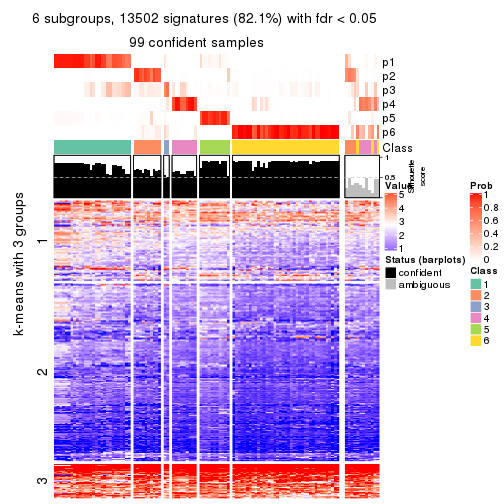 6 subgroups, 13502 signatures (82.1%) with fdr < 0.05
99 confident samples
p1
p2
p3
p4
p5
p6
Class
1
0.5
0
Silhouette score
k-means with 3 groups
1
2
3
Value
5
4
3
2
1
Status (barplots)
confident
ambiguous
Prob
1
0.8
0.6
0.4
0.2
0
Class
1
2
3
4
5
6